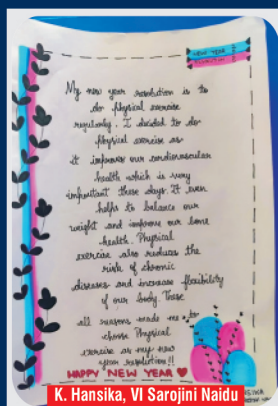 NEW YEAR
My new year resolution is to
do physical exercise
regularly. I decided to do
physical exercise as
it improves our cardiovascular
health which is very
important these days. It even
helps to balance our
weight and improve our bone
health. Physical
exercise also reduces the
risk of chronic
diseases and increase flexibility
of our body. These
all reasons made me to
choose Physical
exercise as my new
year resolution!!
HAPPY NEW YEAR
K. Hansika, VI Sarojini Naidu